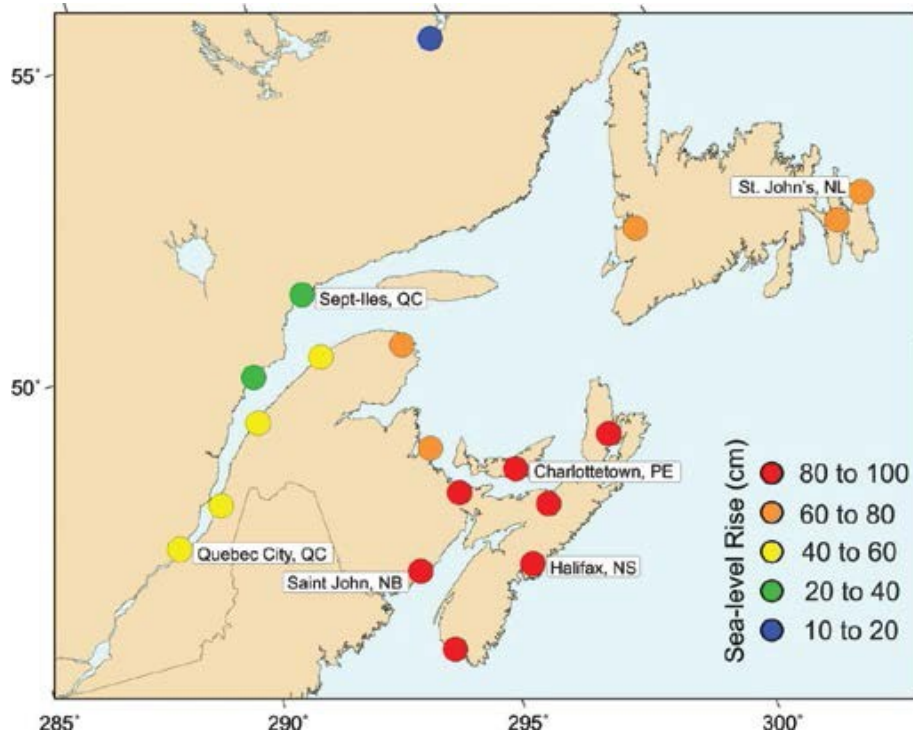 55°
St. John's, NL
Sept-Iles, QC
50°
Charlottetown, PE
Quebec City, QC
Saint John, NB
Halifax, NS
Sea-level Rise (cm)
80 to 100
60 to 80
40 to 60
20 to 40
10 to 20
285°
290°
295°
300°